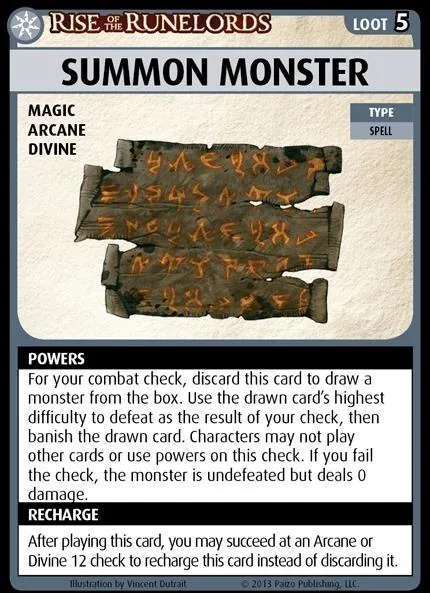 RISE OF THE RUNELORDS
LOOT 5
SUMMON MONSTER
MAGIC
ARCANE
DIVINE
TYPE
SPELL
POWERS
For your combat check, discard this card to draw a
monster from the box. Use the drawn card's highest
difficulty to defeat as the result of your check, then
banish the drawn card. Characters may not play
other cards or use powers on this check. If you fail
the check, the monster is undefeated but deals 0
damage.
RECHARGE
After playing this card, you may succeed at an Arcane or
Divine 12 check to recharge this card instead of discarding it.
Illustration by Vincent Dutrait
© 2013 Paizo Publishing, LLC.